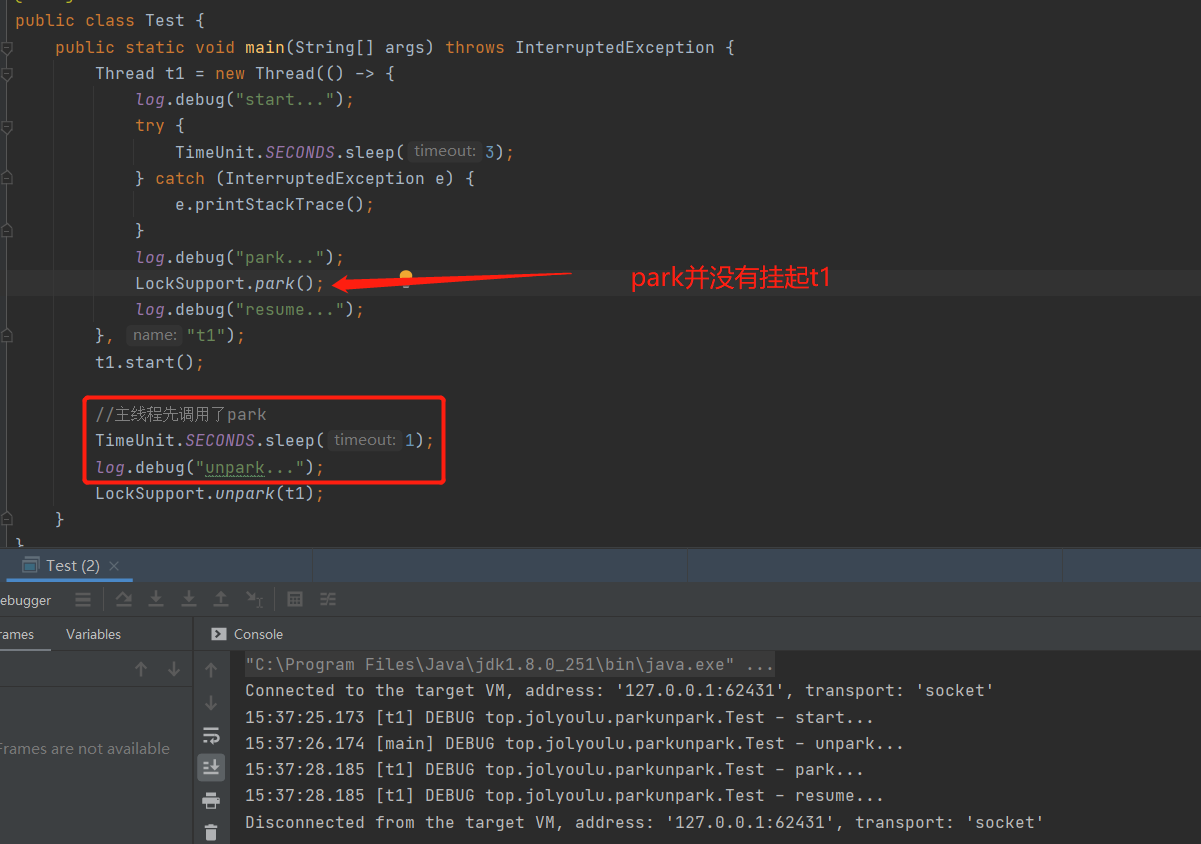 public class Test {
public static void main(String[] args) throws InterruptedException {
Thread t1 = new Thread(() -> {
log.debug("start...");
try {
TimeUnit.SECONDS.sleep( timeout: 3);
} catch (InterruptedException e) {
e.printStackTrace();
}
log.debug("park...");
LockSupport.park(); park并没有挂起t1
log.debug("resume...");
}, name: "t1");
t1.start();
//主线程先调用了park
TimeUnit.SECONDS.sleep( timeout: 1);
log.debug("unpark...");
LockSupport.unpark(t1);
}
}
Test (2)
ebugger
rames Variables Console
Frames are not available
"C:\Program Files\Java\jdk1.8.0_251\bin\java.exe" ...
Connected to the target VM, address: '127.0.0.1:62431', transport: 'socket'
15:37:25.173 [t1] DEBUG top.jolyoulu.parkunpark.Test - start...
15:37:26.174 [main] DEBUG top.jolyoulu.parkunpark.Test - unpark...
15:37:28.185 [t1] DEBUG top.jolyoulu.parkunpark.Test - park...
15:37:28.185 [t1] DEBUG top.jolyoulu.parkunpark.Test - resume...
Disconnected from the target VM, address: '127.0.0.1:62431', transport: 'socket'